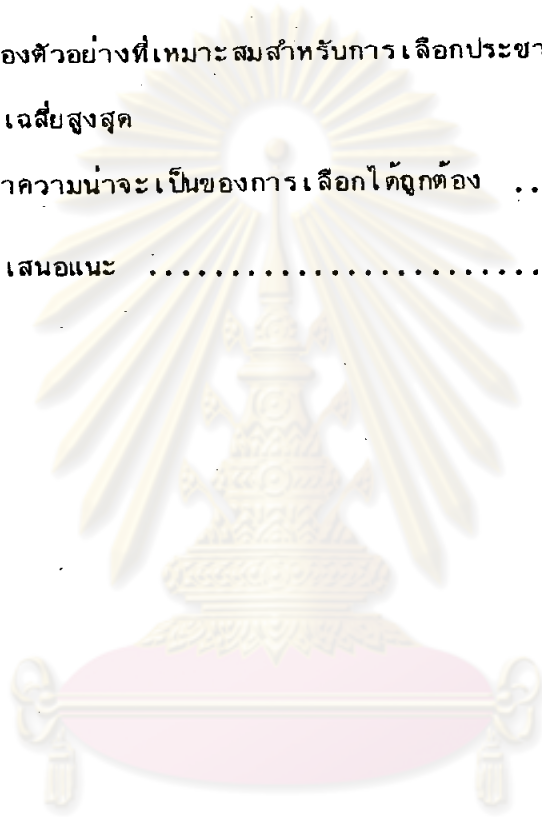 องตัวอย่างที่เหมาะสมสำหรับการเลือกประชา
เฉลี่ยสูงสุด
าความน่าจะเป็นของการเลือกได้ถูกต้อง ..
เสนอแนะ .........................